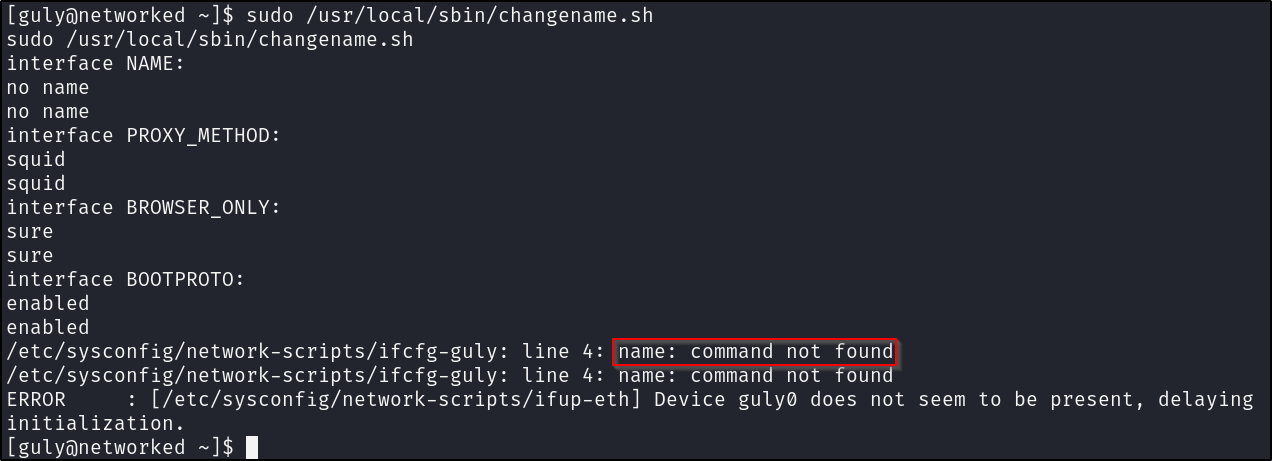 [guly@networked ~]$ sudo /usr/local/sbin/changename.sh
sudo /usr/local/sbin/changename.sh
interface NAME:
no name
no name
interface PROXY_METHOD:
squid
squid
interface BROWSER_ONLY:
sure
sure
interface BOOTPROTO:
enabled
enabled
/etc/sysconfig/network-scripts/ifcfg-guly: line 4: name: command not found
/etc/sysconfig/network-scripts/ifcfg-guly: line 4: name: command not found
ERROR     : [/etc/sysconfig/network-scripts/ifup-eth] Device guly0 does not seem to be present, delaying
initialization.
[guly@networked ~]$